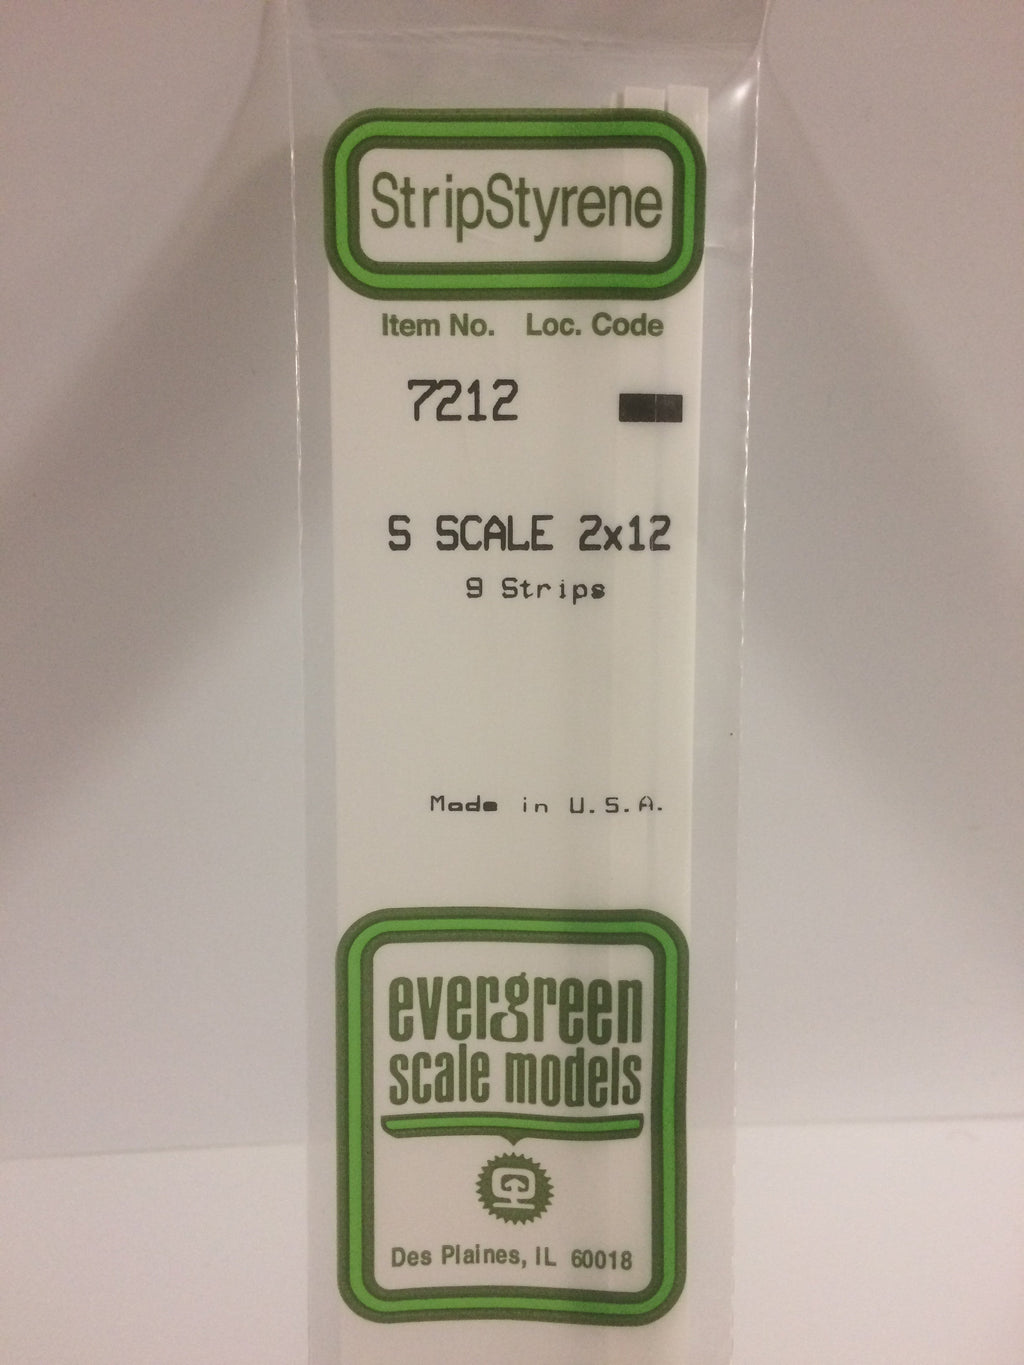 StripStyrene
Item No. Loc. Code
7212
S SCALE 2x12
9 Strips
Made in U.S.A.
evergreen
scale models
Des Plaines, IL 60018